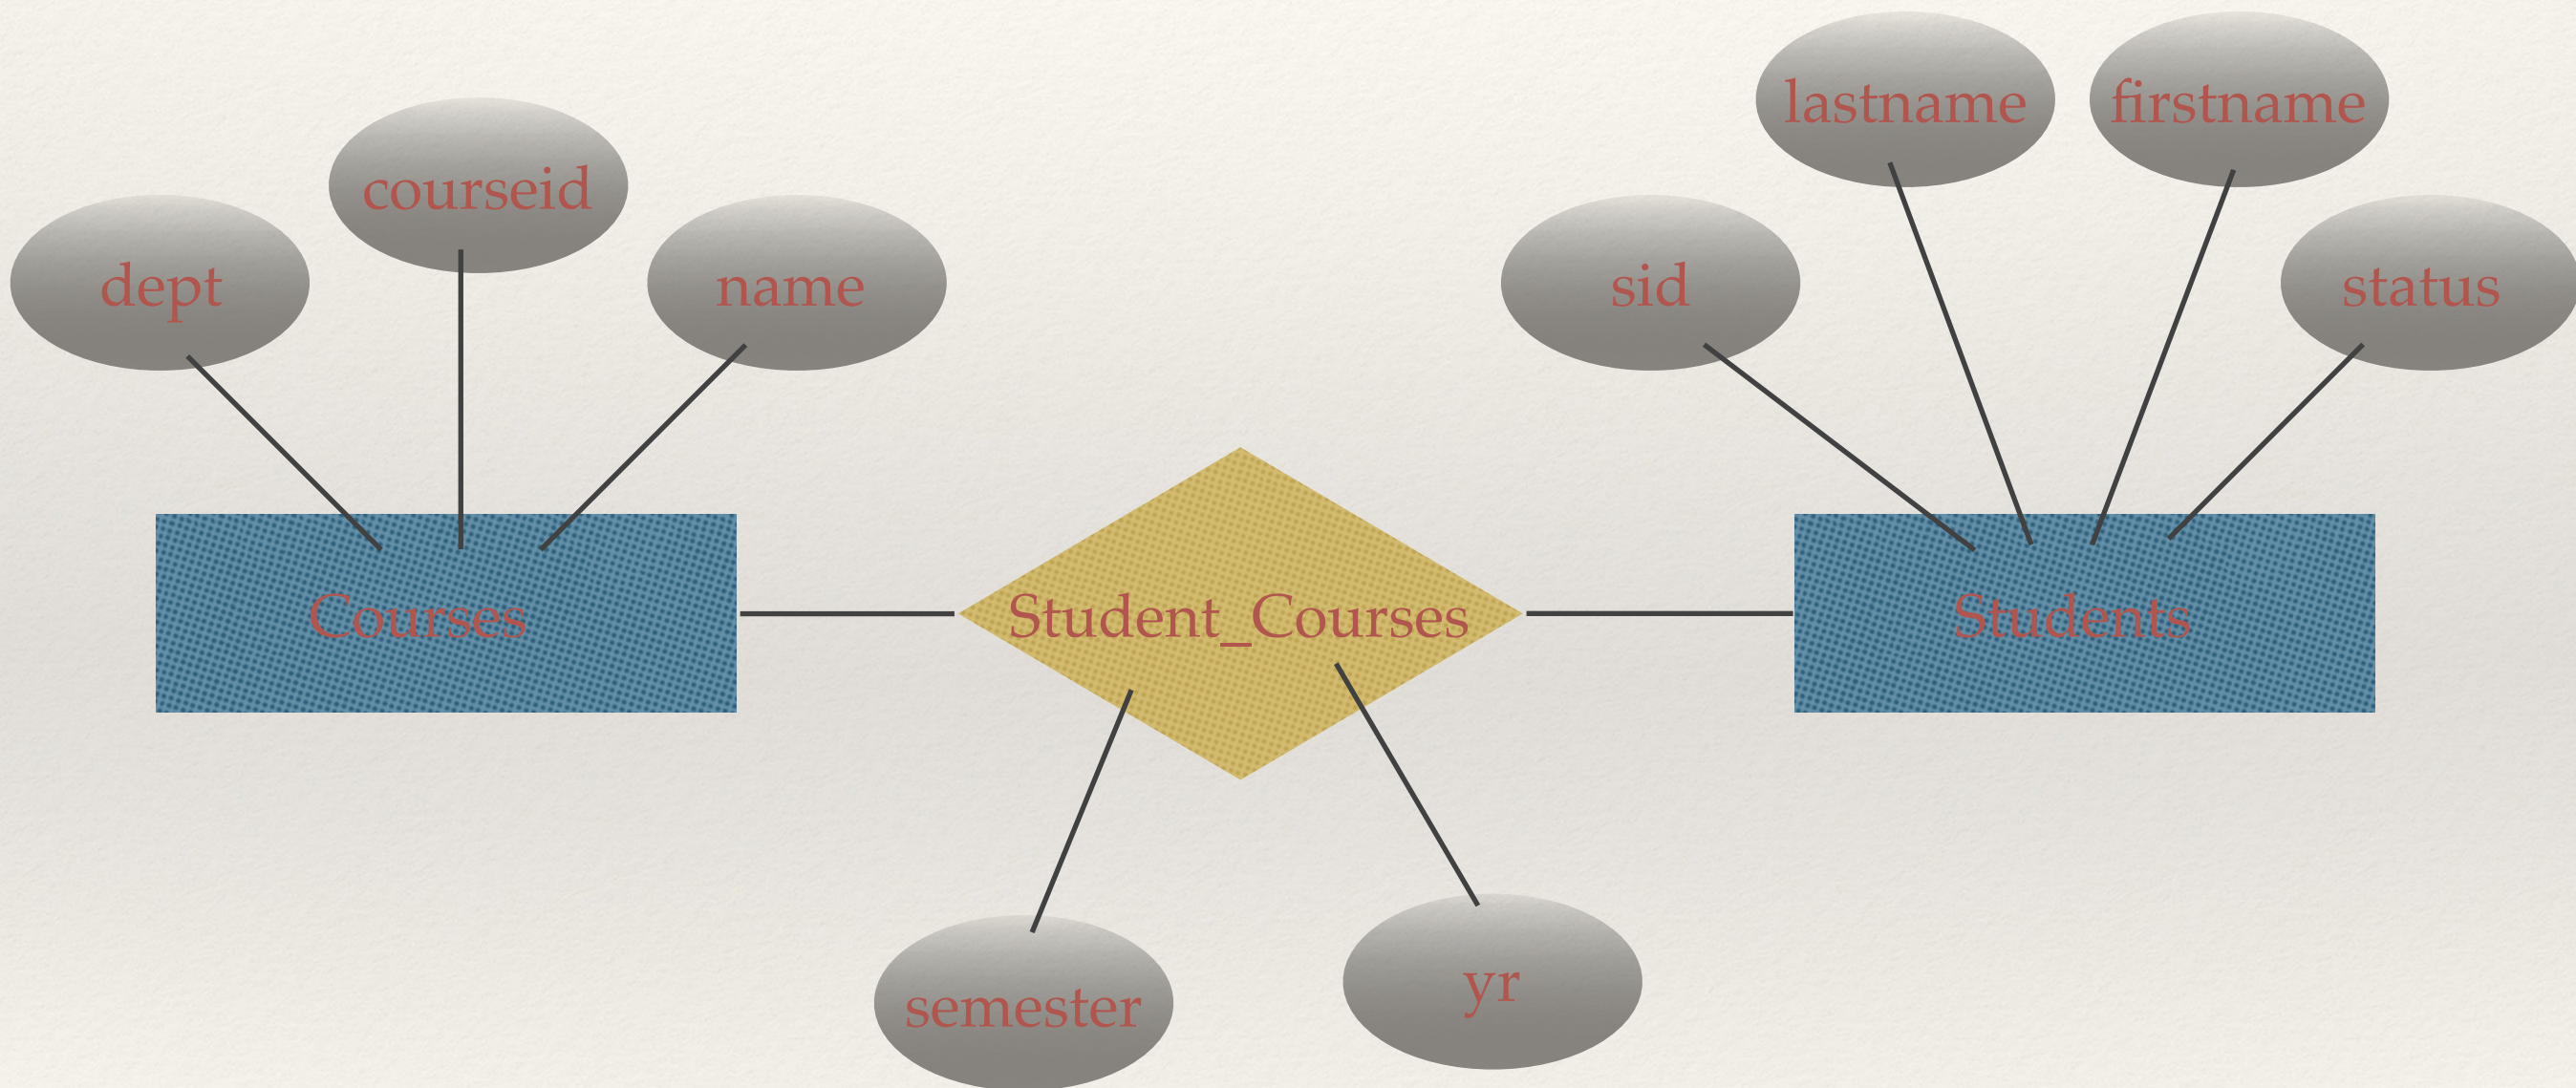 lastname
firstname
courseid
dept
name
sid
status
Courses
Student_Courses
Students
semester
yr